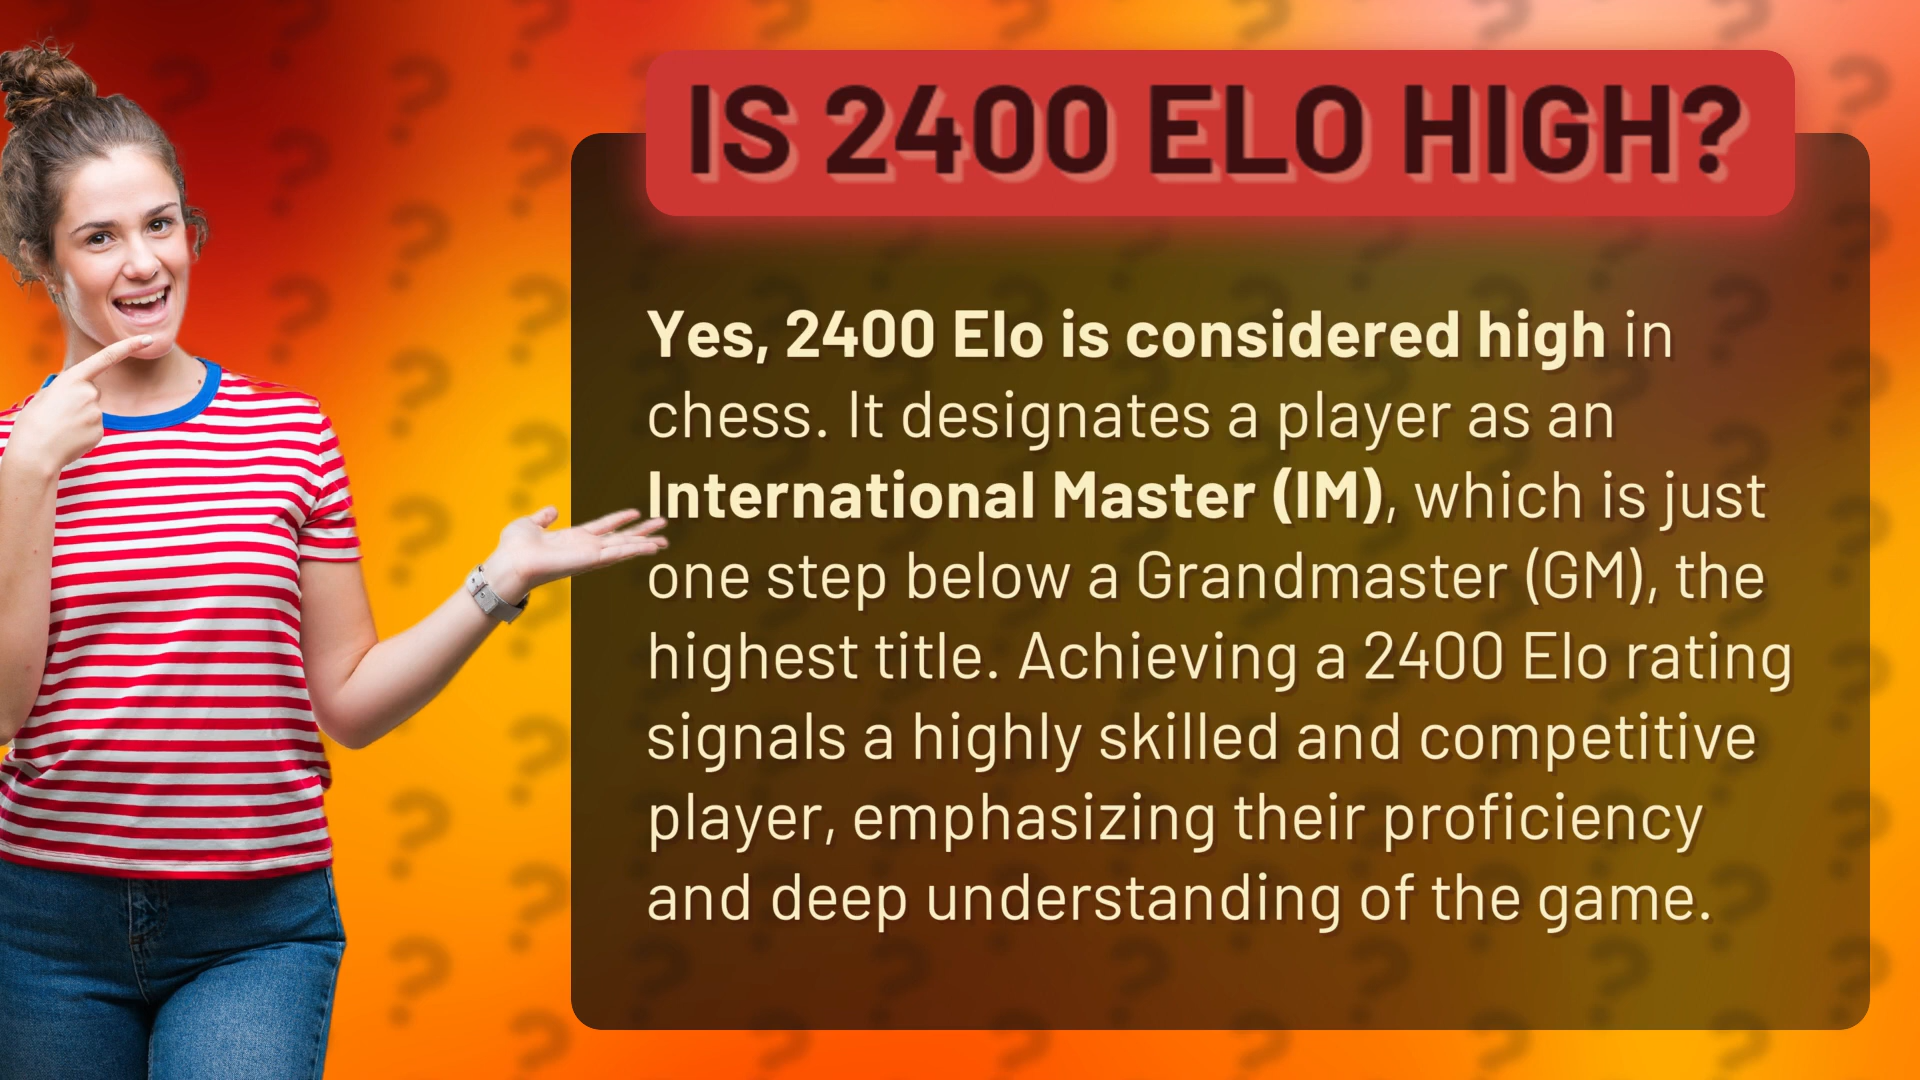 IS 2400 ELO HIGH?
Yes, 2400 Elo is considered high in
chess. It designates a player as an
International Master (IM), which is just
one step below a Grandmaster (GM), the
highest title. Achieving a 2400 Elo rating
signals a highly skilled and competitive
player, emphasizing their proficiency
and deep understanding of the game.